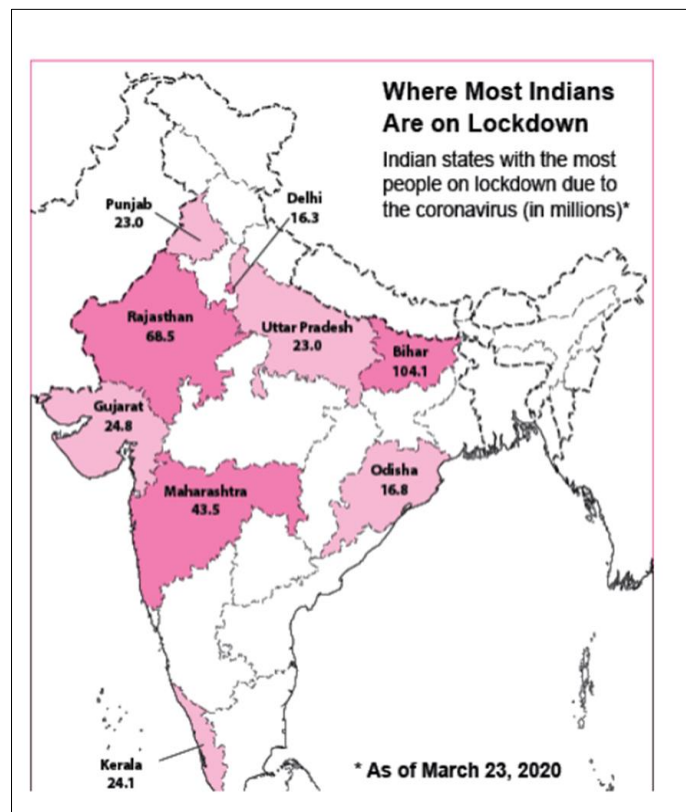 Where Most Indians
Are on Lockdown
Indian states with the most
people on lockdown due to
the coronavirus (in millions)*
Delhi
16.3
Punjab
23.0
Rajasthan
68.5
Uttar Pradesh
23.0
Bihar
104.1
Gujarat
24.8
Odisha
16.8
Maharashtra
43.5
Kerala
24.1
* As of March 23, 2020